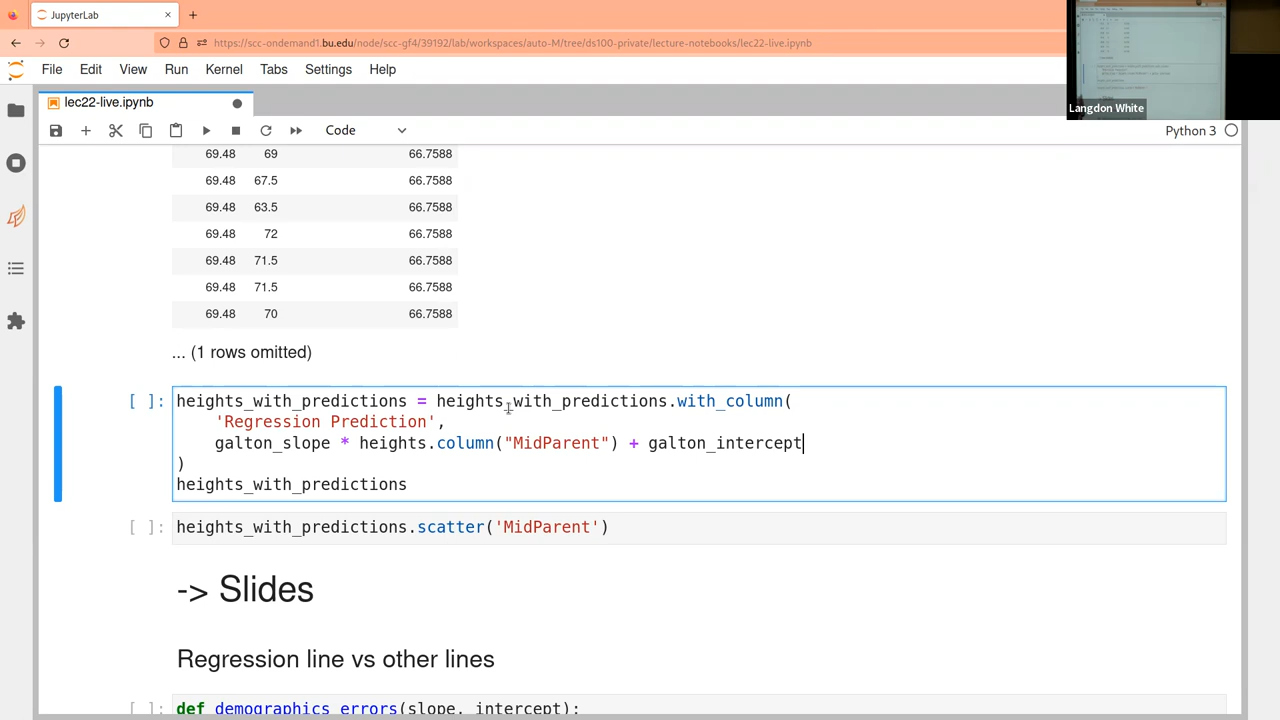 JupyterLab
https://scc-ondemand1.bu.edu/node/scc-gf4/39192/lab/workspaces/auto-M/tree/ds100-private/lecture-notebooks/lec22-live.ipynb
File Edit View Run Kernel Tabs Settings Help
Langdon White
lec22-live.ipynb
Code
Python 3
69.48 69 66.7588
69.48 67.5 66.7588
69.48 63.5 66.7588
69.48 72 66.7588
69.48 71.5 66.7588
69.48 71.5 66.7588
69.48 70 66.7588
... (1 rows omitted)
[ ]: heights_with_predictions = heights_with_predictions.with_column(
'Regression Prediction',
galton_slope * heights.column("MidParent") + galton_intercept
)
heights_with_predictions
[ ]: heights_with_predictions.scatter('MidParent')
-> Slides
Regression line vs other lines
[ ]: def demographics_errors(slope, intercept):